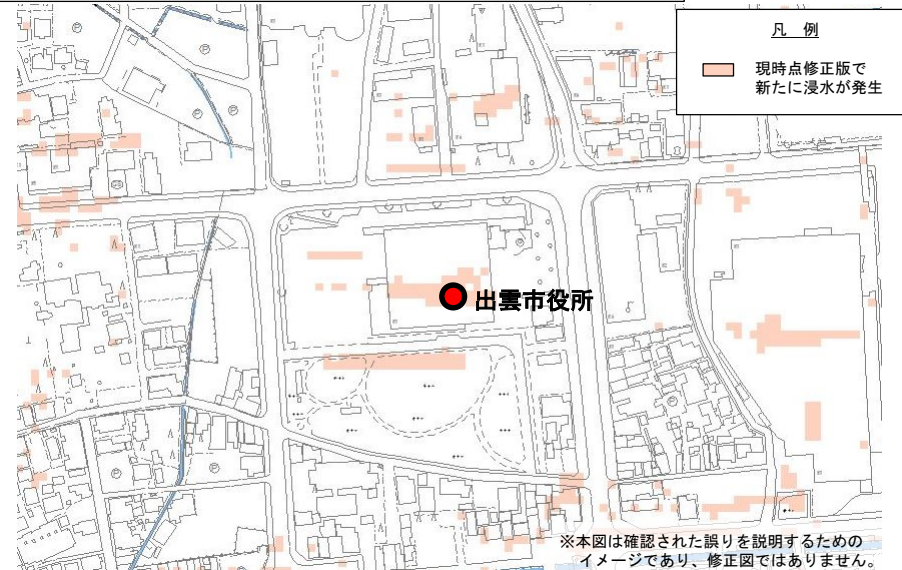 凡 例
現時点修正版で
新たに浸水が発生
出雲市役所
※本図は確認された誤りを説明するための
イメージであり、修正図ではありません。